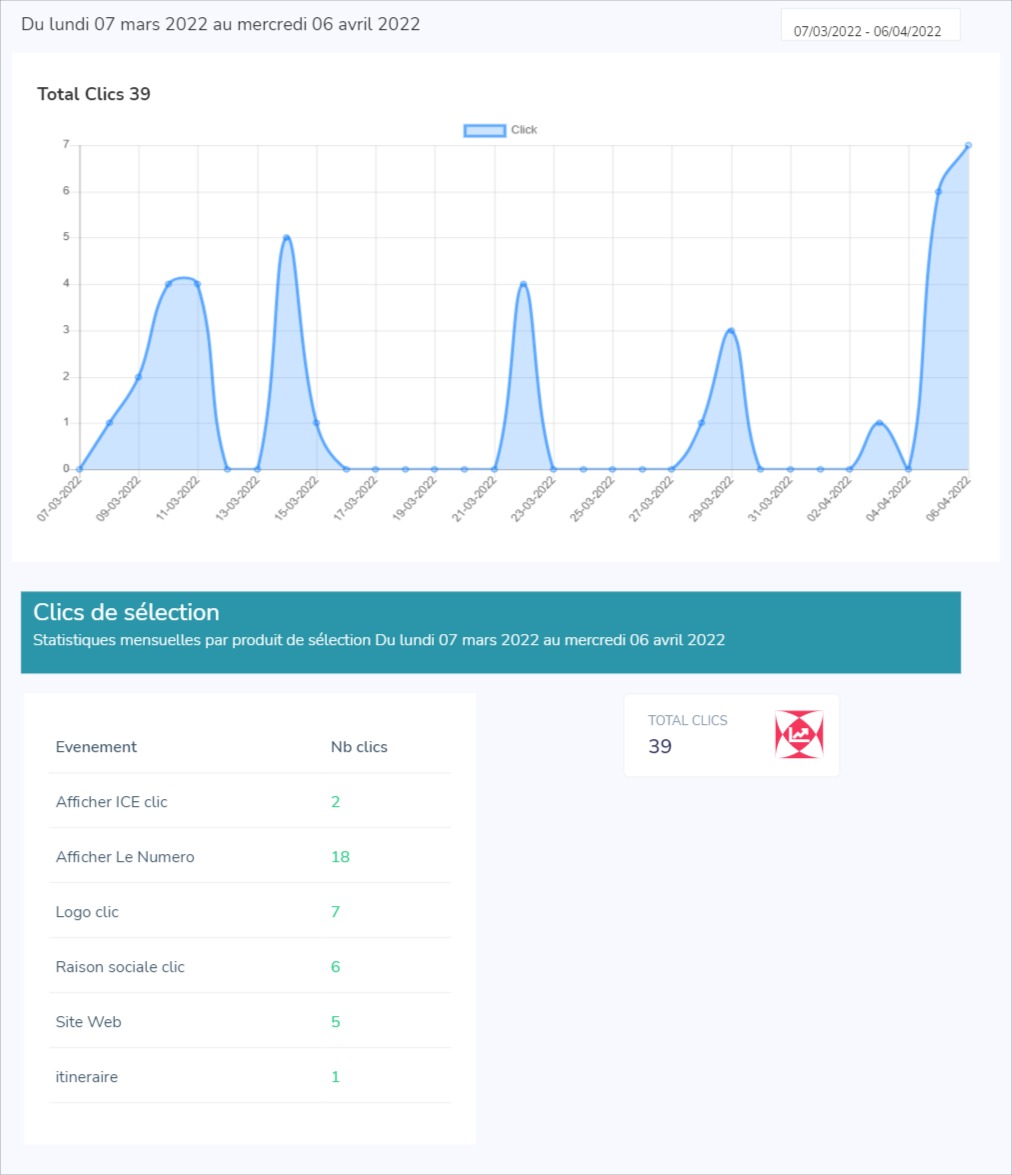 Du lundi 07 mars 2022 au mercredi 06 avril 2022
07/03/2022 - 06/04/2022
Total Clics 39
Click
7
6
5
4
3
2
1
0
07-03-2022
09-03-2022
11-03-2022
13-03-2022
15-03-2022
17-03-2022
19-03-2022
21-03-2022
23-03-2022
25-03-2022
27-03-2022
29-03-2022
31-03-2022
02-04-2022
04-04-2022
06-04-2022
Clics de sélection
Statistiques mensuelles par produit de sélection Du lundi 07 mars 2022 au mercredi 06 avril 2022
Evenement Nb clics
Afficher ICE clic 2
Afficher Le Numero 18
Logo clic 7
Raison sociale clic 6
Site Web 5
itineraire 1
TOTAL CLICS
39